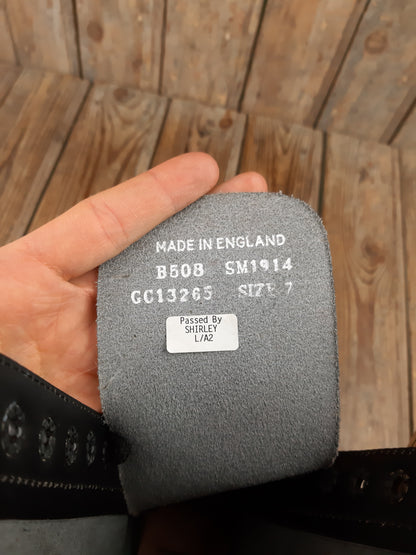 MADE IN ENGLAND
B508 SM1914
GC13265 SIZE 7
Passed By
SHIRLEY
L/A2